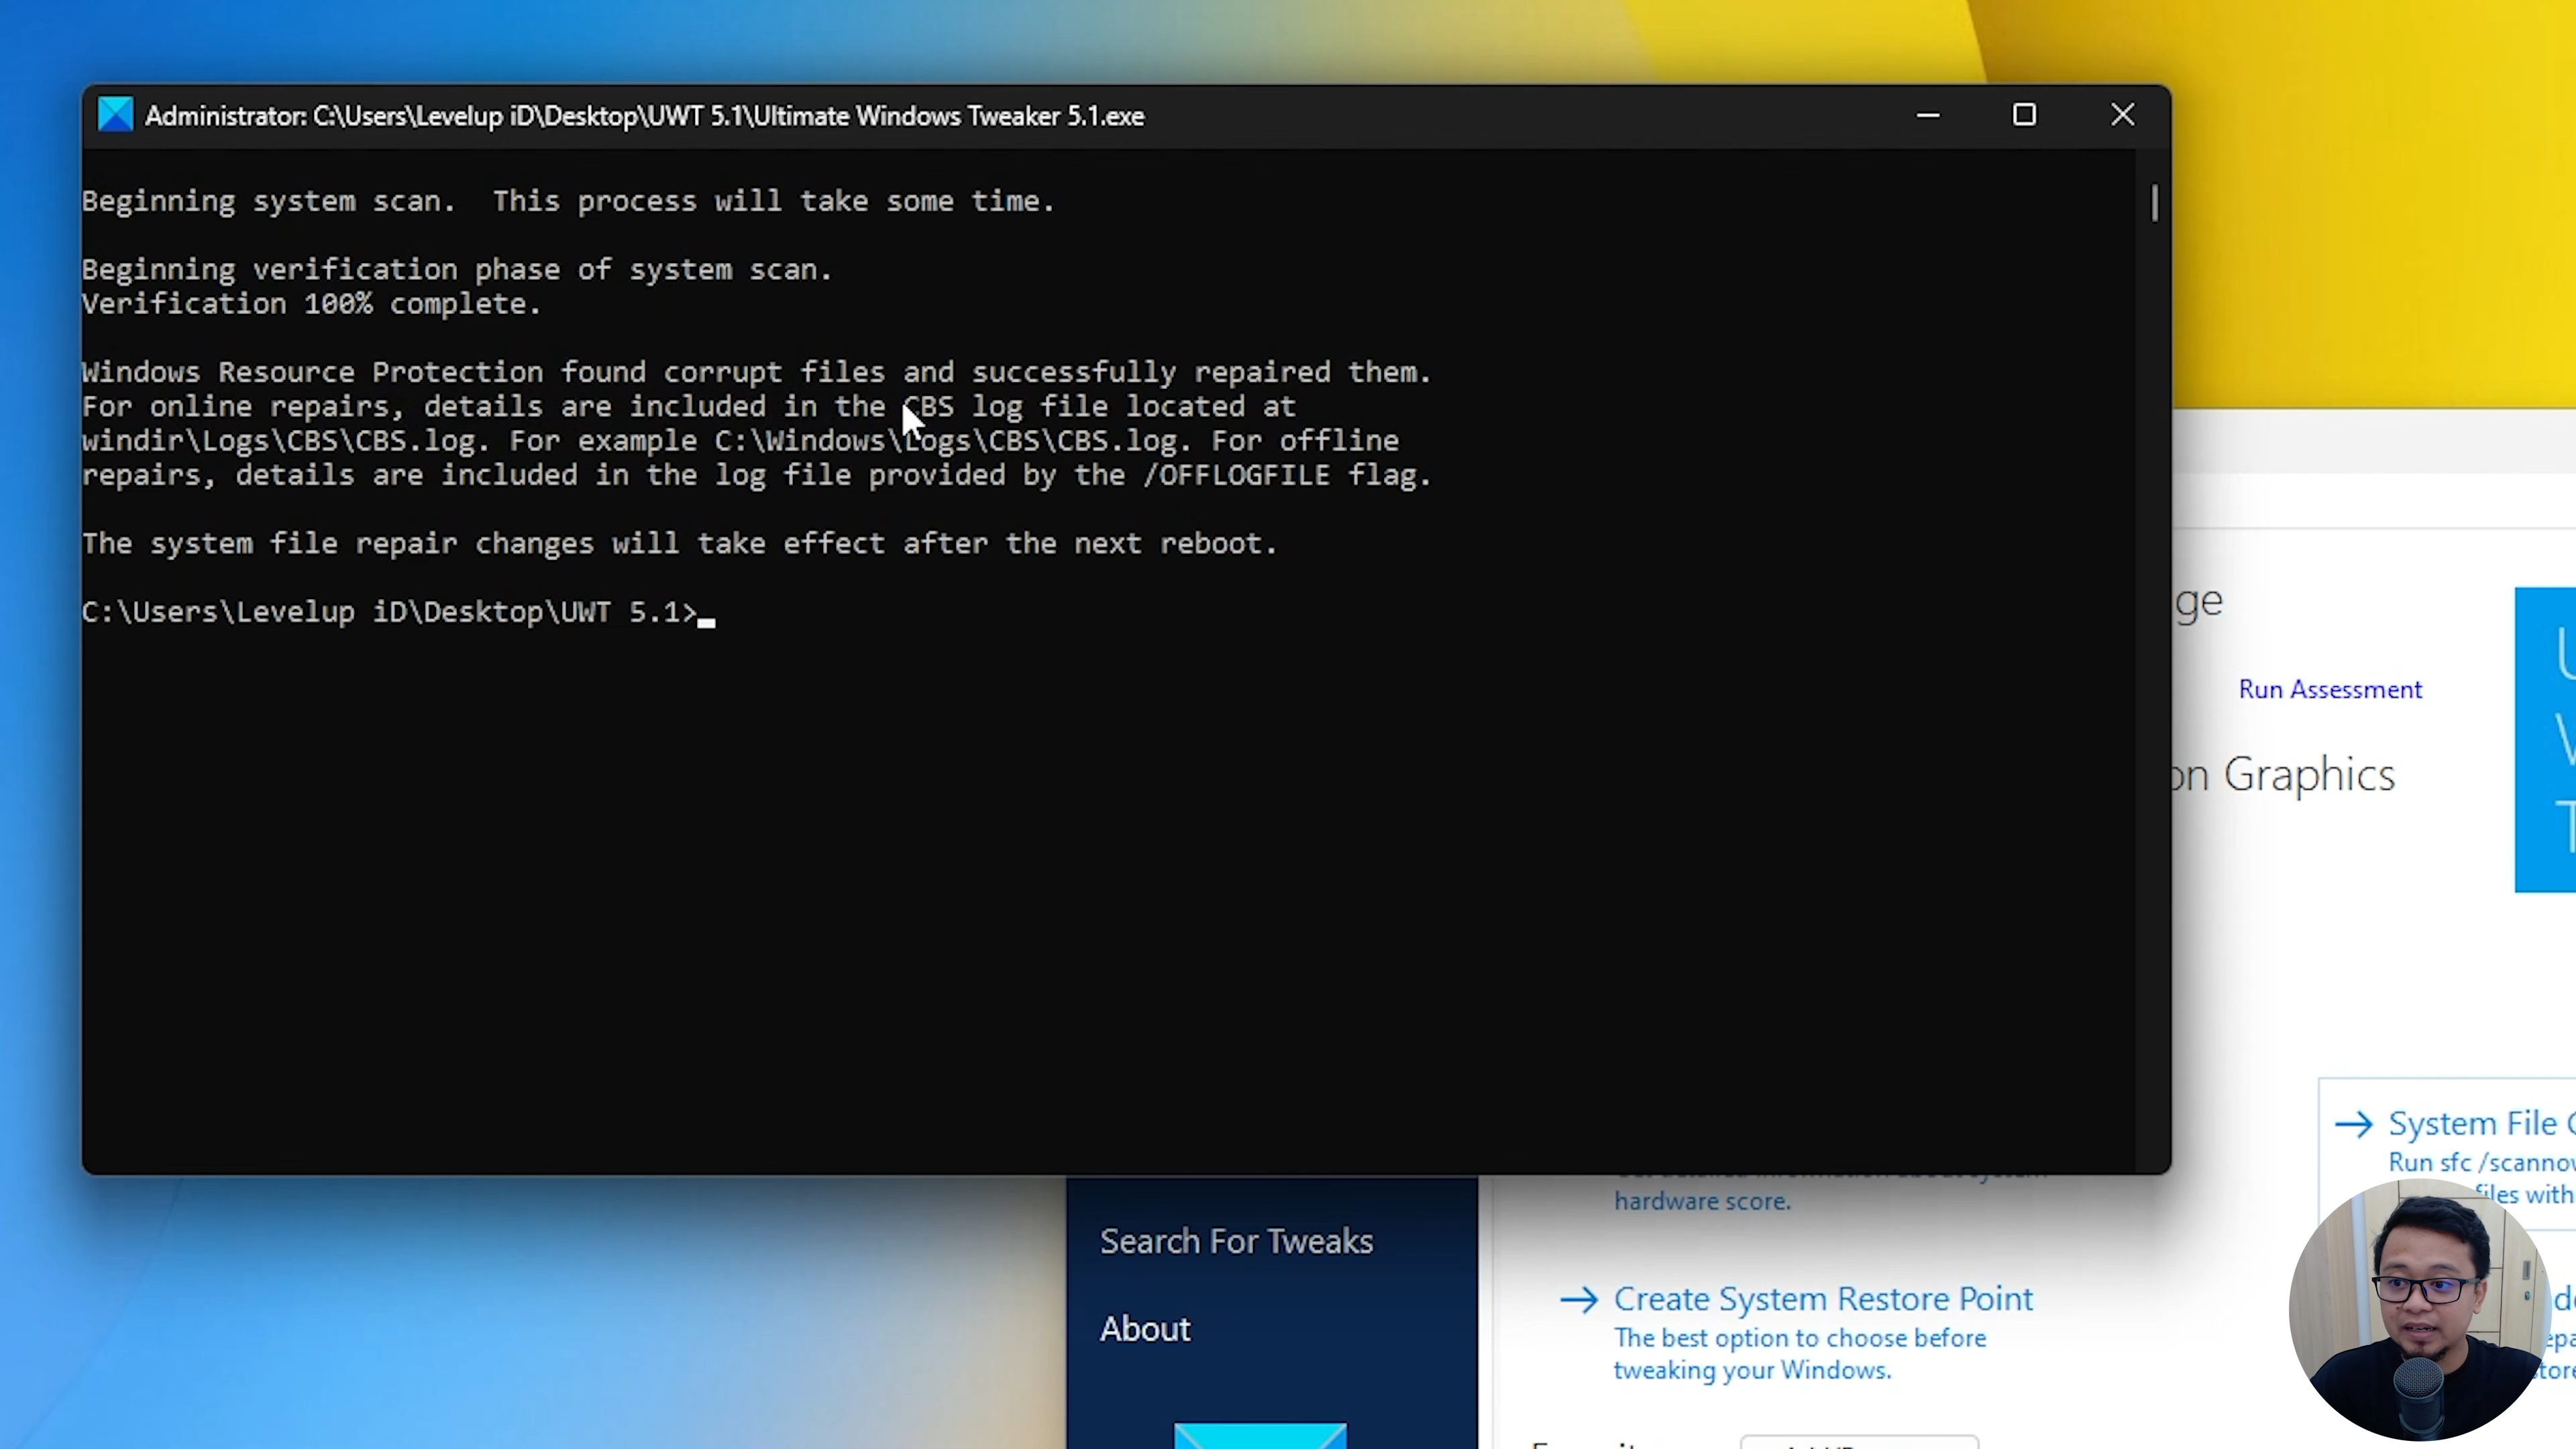 Administrator: C:\Users\Levelup iD\Desktop\UWT 5.1\Ultimate Windows Tweaker 5.1.exe
Beginning system scan.  This process will take some time.
Beginning verification phase of system scan.
Verification 100% complete.
Windows Resource Protection found corrupt files and successfully repaired them.
For online repairs, details are included in the CBS log file located at
windir\Logs\CBS\CBS.log. For example C:\Windows\Logs\CBS\CBS.log. For offline
repairs, details are included in the log file provided by the /OFFLOGFILE flag.
The system file repair changes will take effect after the next reboot.
C:\Users\Levelup iD\Desktop\UWT 5.1>
ge
Run Assessment
on Graphics
U
W
T
System File
Run sfc /scannow
files with
hardware score.
Search For Tweaks
About
Create System Restore Point
The best option to choose before
tweaking your Windows.